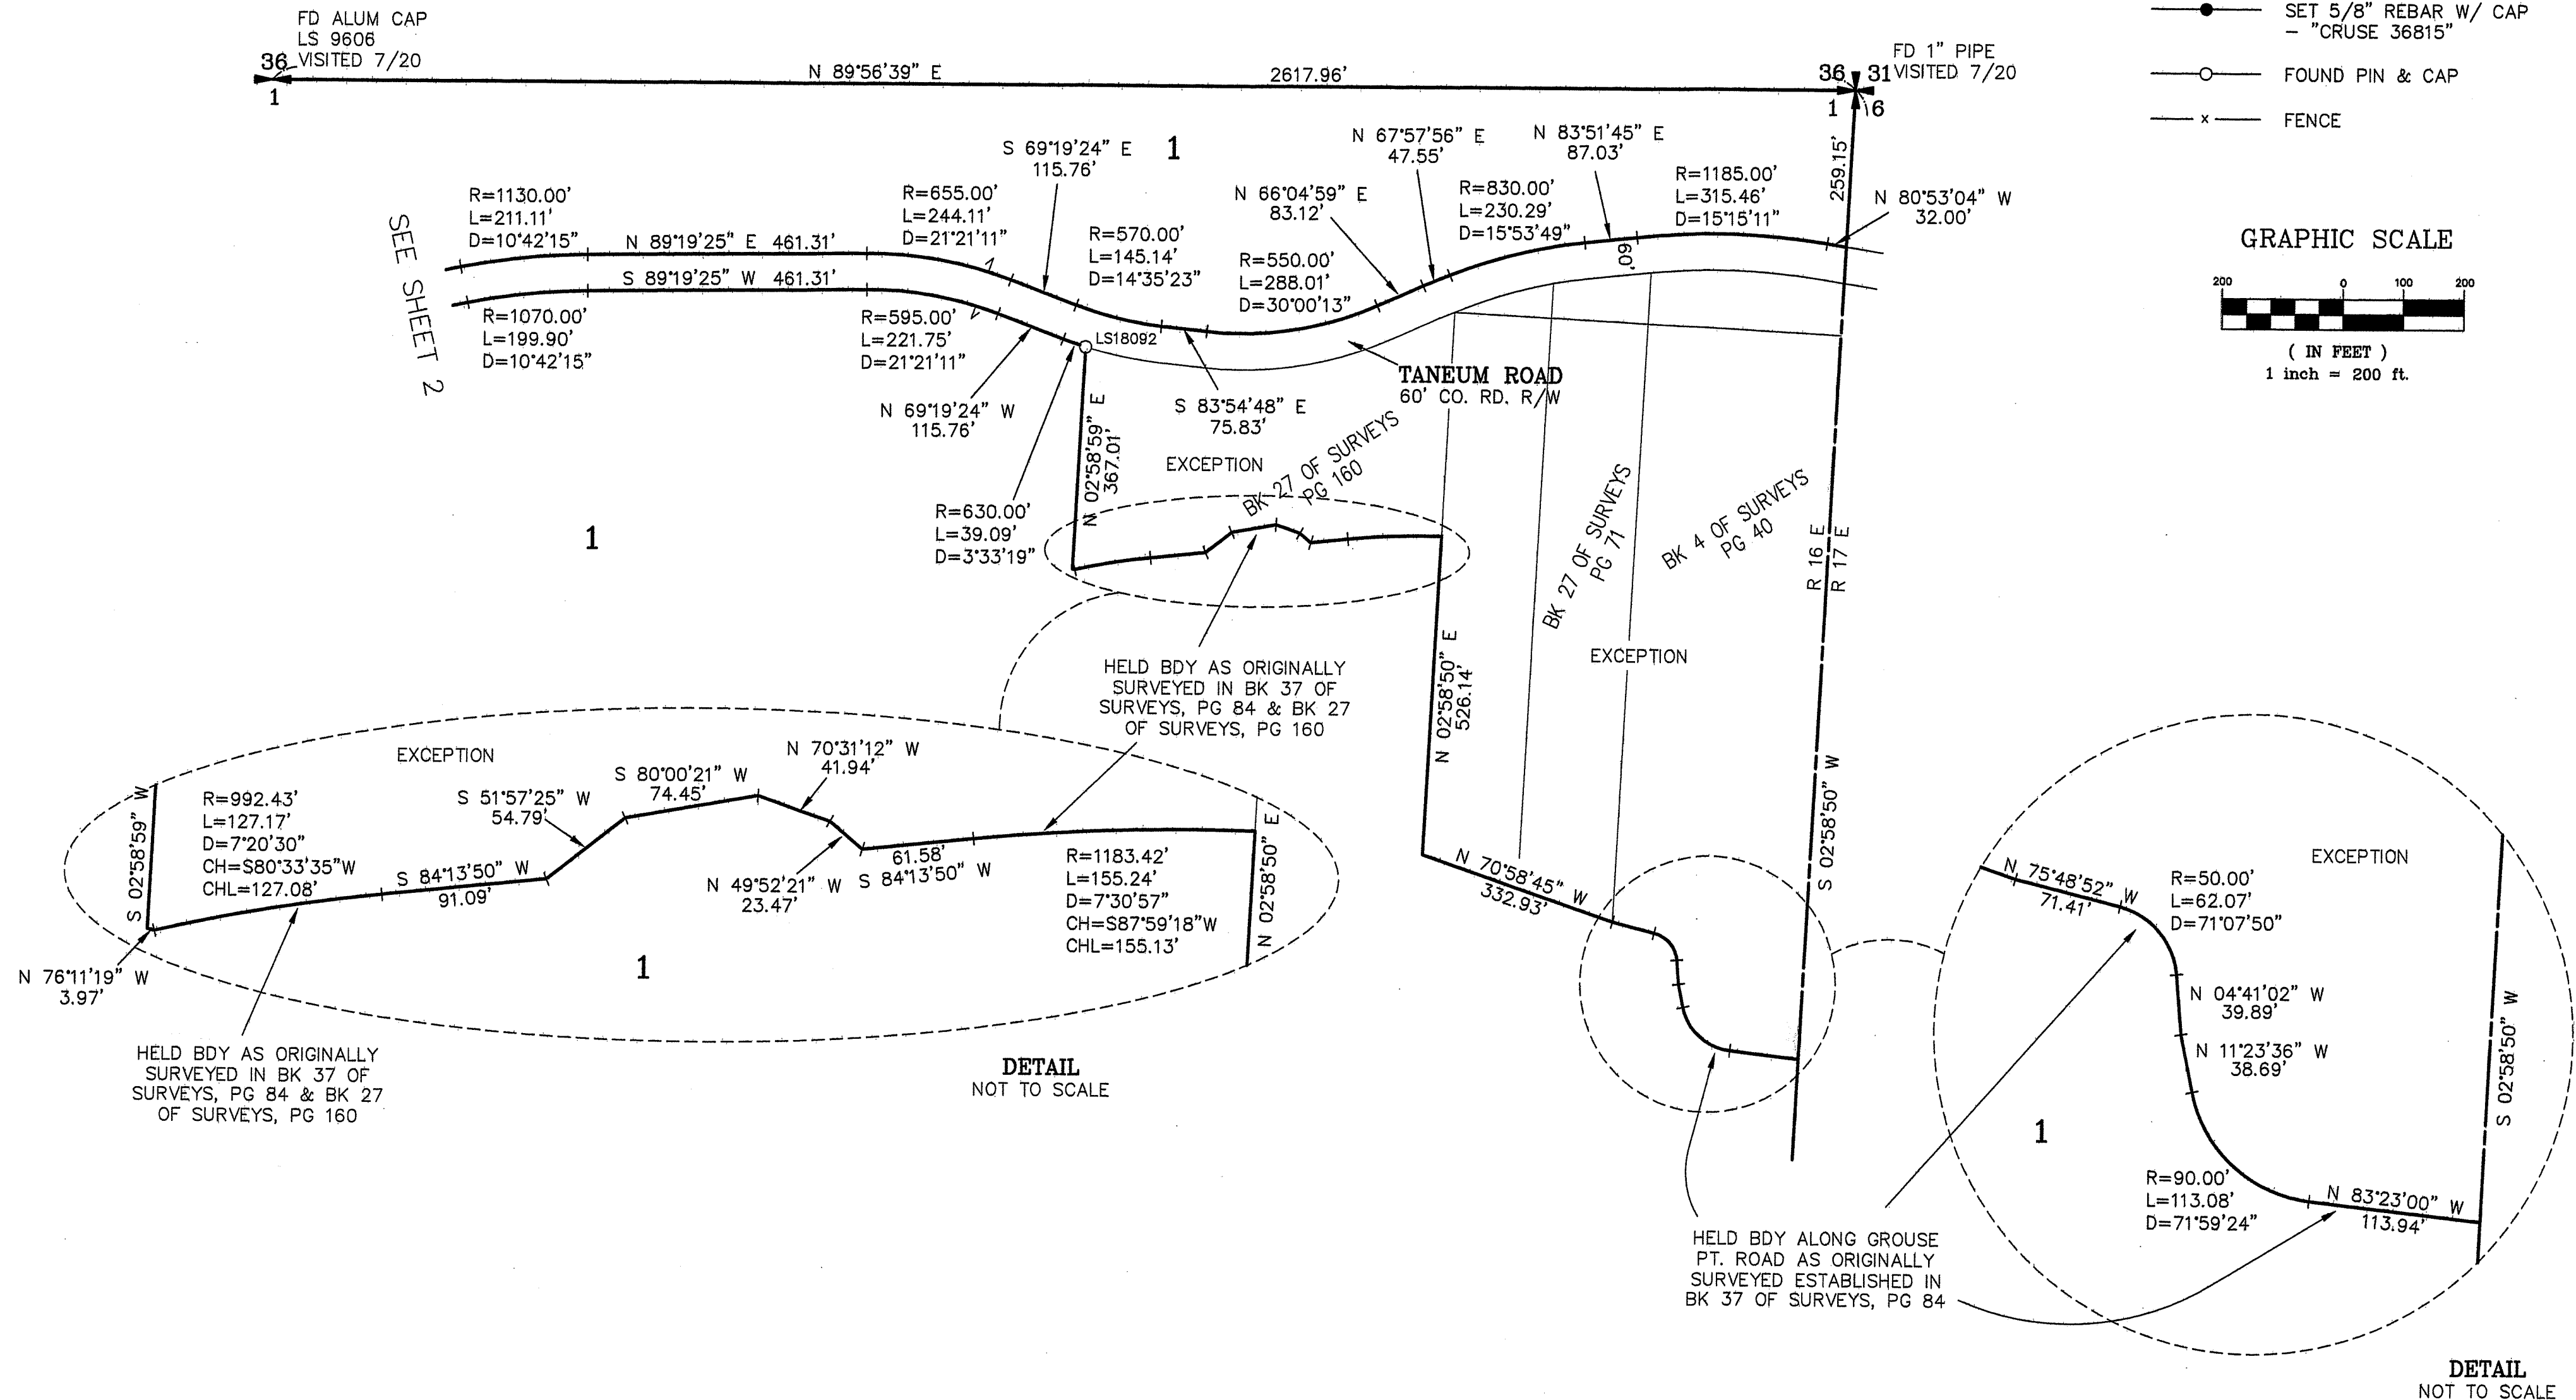 FD ALUM CAP
LS 9606
VISITED 7/20
36
1
N 89°56'39" E
2617.96'
FD 1" PIPE
VISITED 7/20
36 31
1 6
SET 5/8" REBAR W/ CAP
- "CRUSE 36815"
FOUND PIN & CAP
x
FENCE
GRAPHIC SCALE
200 0 100 200
( IN FEET )
1 inch = 200 ft.
SEE SHEET 2
R=1130.00'
L=211.11'
D=10°42'15"
N 89°19'25" E 461.31'
S 89°19'25" W 461.31'
R=1070.00'
L=199.90'
D=10°42'15"
R=655.00'
L=244.11'
D=21°21'11"
R=595.00'
L=221.75'
D=21°21'11"
S 69°19'24" E
115.76'
1
N 69°19'24" W
115.76'
R=570.00'
L=145.14'
D=14°35'23"
LS18092
R=550.00'
L=288.01'
D=30°00'13"
S 83°54'48" E
75.83'
N 66°04'59" E
83.12'
N 67°57'56" E
47.55'
R=830.00'
L=230.29'
D=15°53'49"
N 83°51'45" E
87.03'
60'
R=1185.00'
L=315.46'
D=15°15'11"
259.15'
N 80°53'04" W
32.00'
TANEUM ROAD
60' CO. RD. R/W
N 02°58'59" E
367.01'
R=630.00'
L=39.09'
D=3°33'19"
EXCEPTION
BK 27 OF SURVEYS
PG 160
BK 27 OF SURVEYS
PG 71
BK 4 OF SURVEYS
PG 40
R 16 E
R 17 E
EXCEPTION
1
N 02°58'50" E
526.14'
S 02°58'50" W
N 70°58'45" W
332.93'
HELD BDY AS ORIGINALLY
SURVEYED IN BK 37 OF
SURVEYS, PG 84 & BK 27
OF SURVEYS, PG 160
EXCEPTION
S 02°58'59" W
R=992.43'
L=127.17'
D=7°20'30"
CH=S80°33'35"W
CHL=127.08'
N 76°11'19" W
3.97'
S 84°13'50" W
91.09'
S 51°57'25" W
54.79'
S 80°00'21" W
74.45'
N 70°31'12" W
41.94'
N 49°52'21" W
23.47'
61.58'
S 84°13'50" W
R=1183.42'
L=155.24'
D=7°30'57"
CH=S87°59'18"W
CHL=155.13'
N 02°58'50" E
1
HELD BDY AS ORIGINALLY
SURVEYED IN BK 37 OF
SURVEYS, PG 84 & BK 27
OF SURVEYS, PG 160
DETAIL
NOT TO SCALE
N 75°48'52" W
71.41'
R=50.00'
L=62.07'
D=71°07'50"
EXCEPTION
N 04°41'02" W
39.89'
N 11°23'36" W
38.69'
S 02°58'50" W
1
R=90.00'
L=113.08'
D=71°59'24"
N 83°23'00" W
113.94'
HELD BDY ALONG GROUSE
PT. ROAD AS ORIGINALLY
SURVEYED ESTABLISHED IN
BK 37 OF SURVEYS, PG 84
DETAIL
NOT TO SCALE